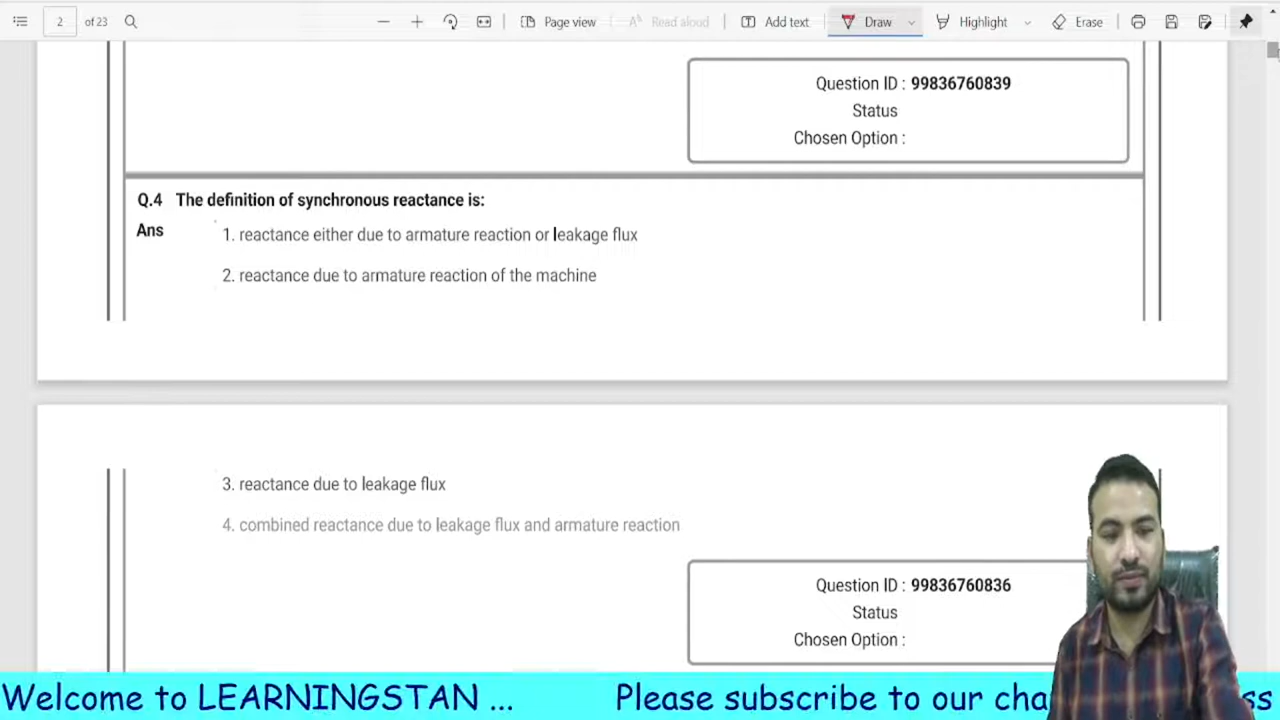 2 of 23 Page view Read aloud Add text Draw Highlight Erase
Question ID : 99836760839
Status
Chosen Option :
Q.4 The definition of synchronous reactance is:
Ans
1. reactance either due to armature reaction or leakage flux
2. reactance due to armature reaction of the machine
3. reactance due to leakage flux
4. combined reactance due to leakage flux and armature reaction
Question ID : 99836760836
Status
Chosen Option :
Welcome to LEARNINGSTAN ... Please subscribe to our cha ss